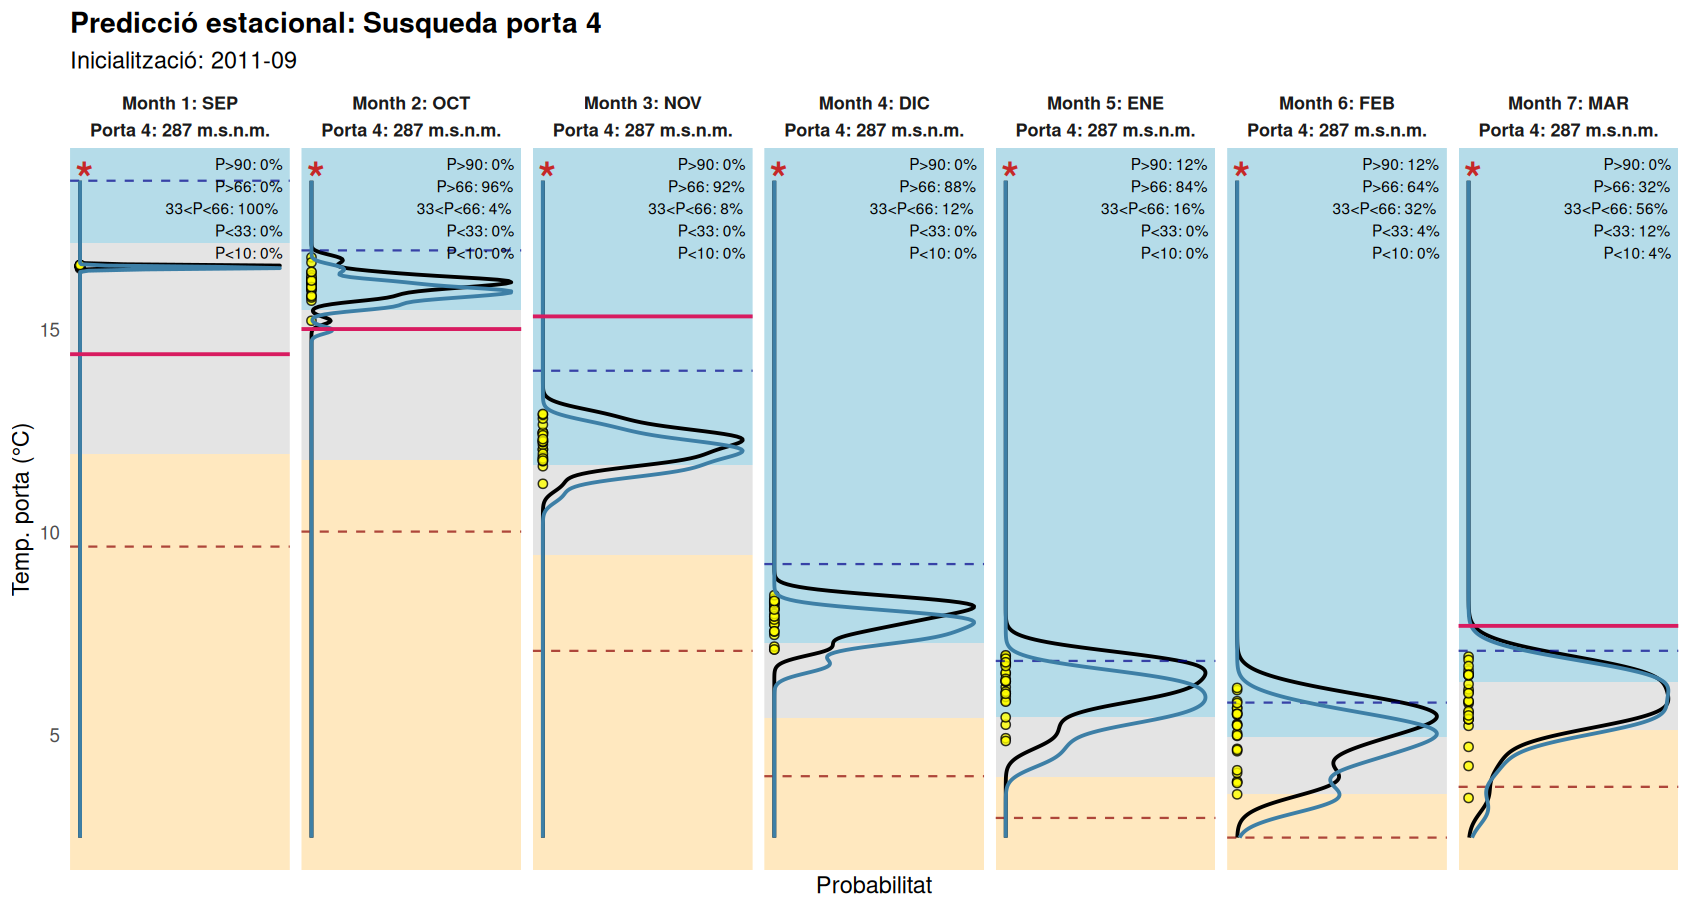 Predicció estacional: Susqueda porta 4
Inicialització: 2011-09
Month 1: SEP
Porta 4: 287 m.s.n.m.
Month 2: OCT
Porta 4: 287 m.s.n.m.
Month 3: NOV
Porta 4: 287 m.s.n.m.
Month 4: DIC
Porta 4: 287 m.s.n.m.
Month 5: ENE
Porta 4: 287 m.s.n.m.
Month 6: FEB
Porta 4: 287 m.s.n.m.
Month 7: MAR
Porta 4: 287 m.s.n.m.
*
P>90: 0%
P>66: 0%
33<P<66: 100%
P<33: 0%
P<10: 0%
*
P>90: 0%
P>66: 96%
33<P<66: 4%
P<33: 0%
P<10: 0%
*
P>90: 0%
P>66: 92%
33<P<66: 8%
P<33: 0%
P<10: 0%
*
P>90: 0%
P>66: 88%
33<P<66: 12%
P<33: 0%
P<10: 0%
*
P>90: 12%
P>66: 84%
33<P<66: 16%
P<33: 0%
P<10: 0%
*
P>90: 12%
P>66: 64%
33<P<66: 32%
P<33: 4%
P<10: 0%
*
P>90: 0%
P>66: 32%
33<P<66: 56%
P<33: 12%
P<10: 4%
15
10
5
Temp. porta (°C)
Probabilitat